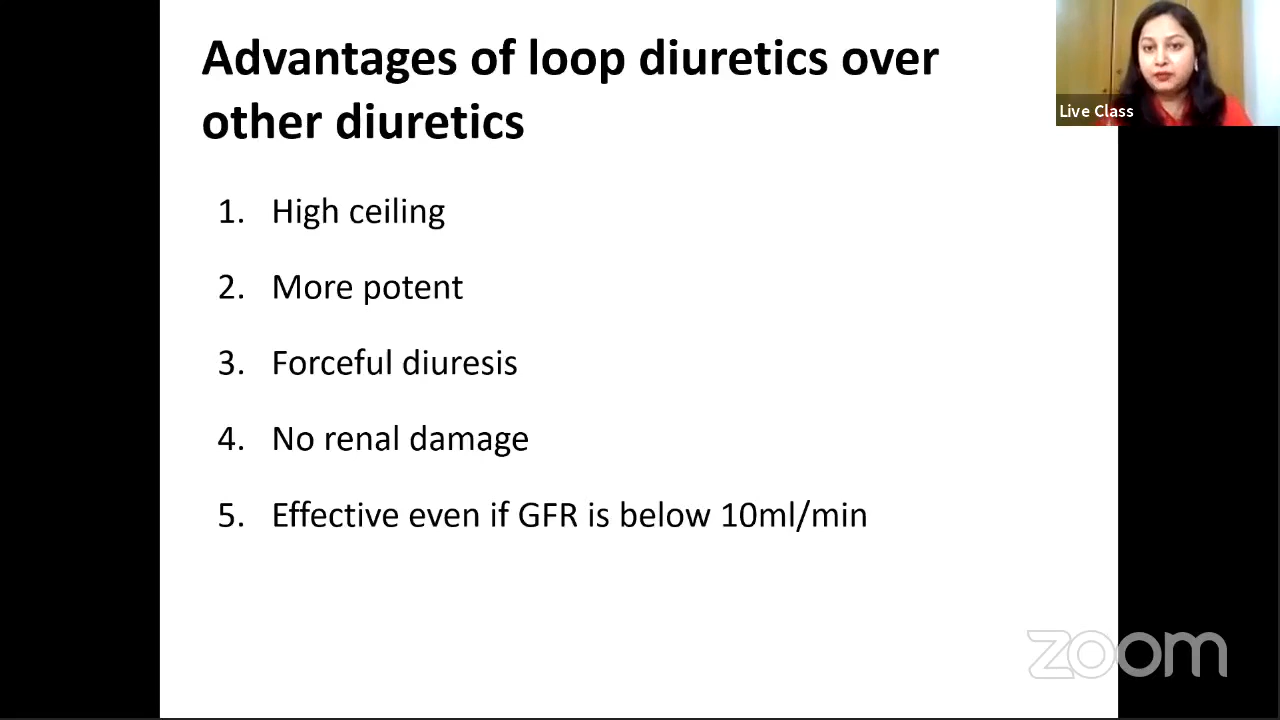 Advantages of loop diuretics over
other diuretics
1. High ceiling
2. More potent
3. Forceful diuresis
4. No renal damage
5. Effective even if GFR is below 10ml/min
Live Class
zoom